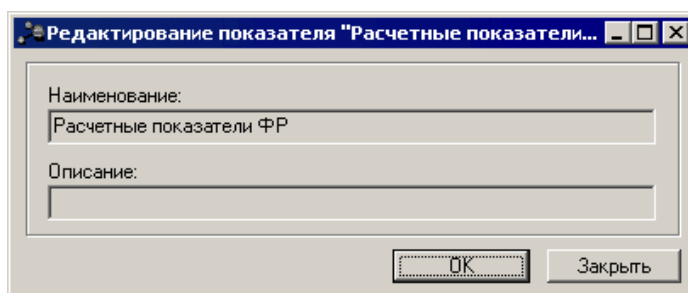 Редактирование показателя "Расчетные показатели...
Наименование:
Расчетные показатели ФР
Описание:
OK Закрыть